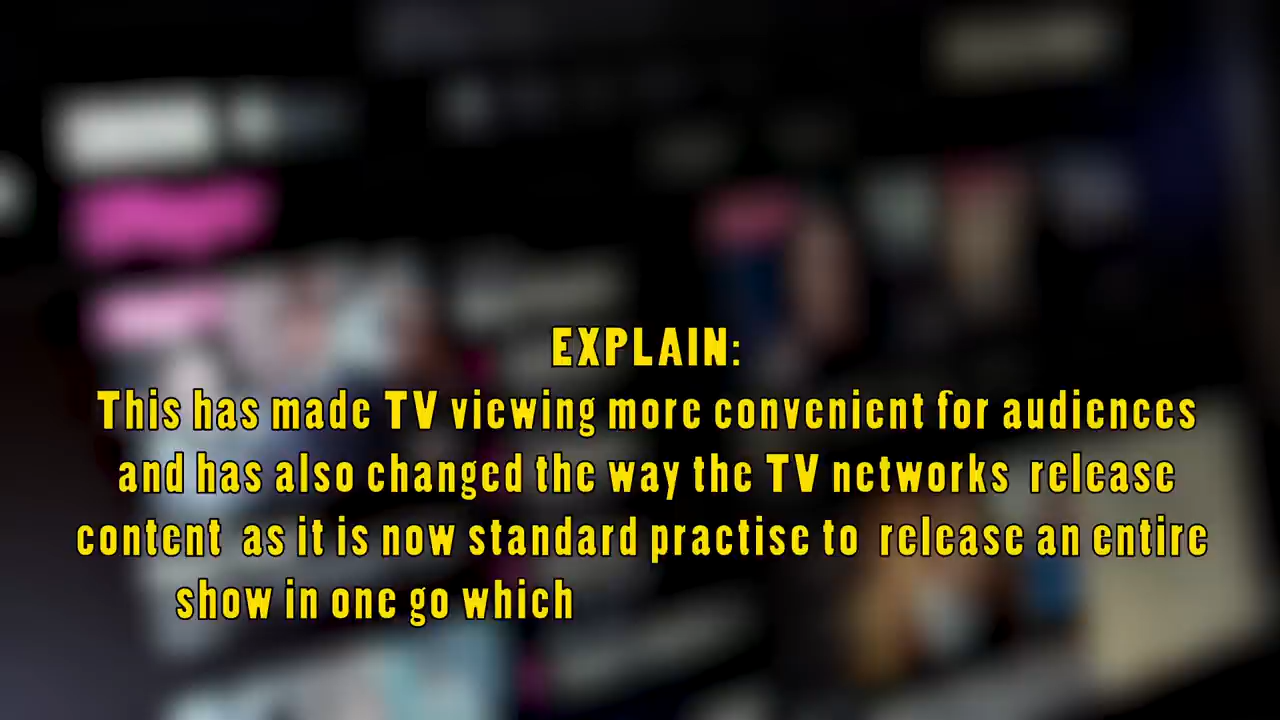 EXPLAIN:
This has made TV viewing more convenient for audiences
and has also changed the way the TV networks release
content as it is now standard practise to release an entire
show in one go which